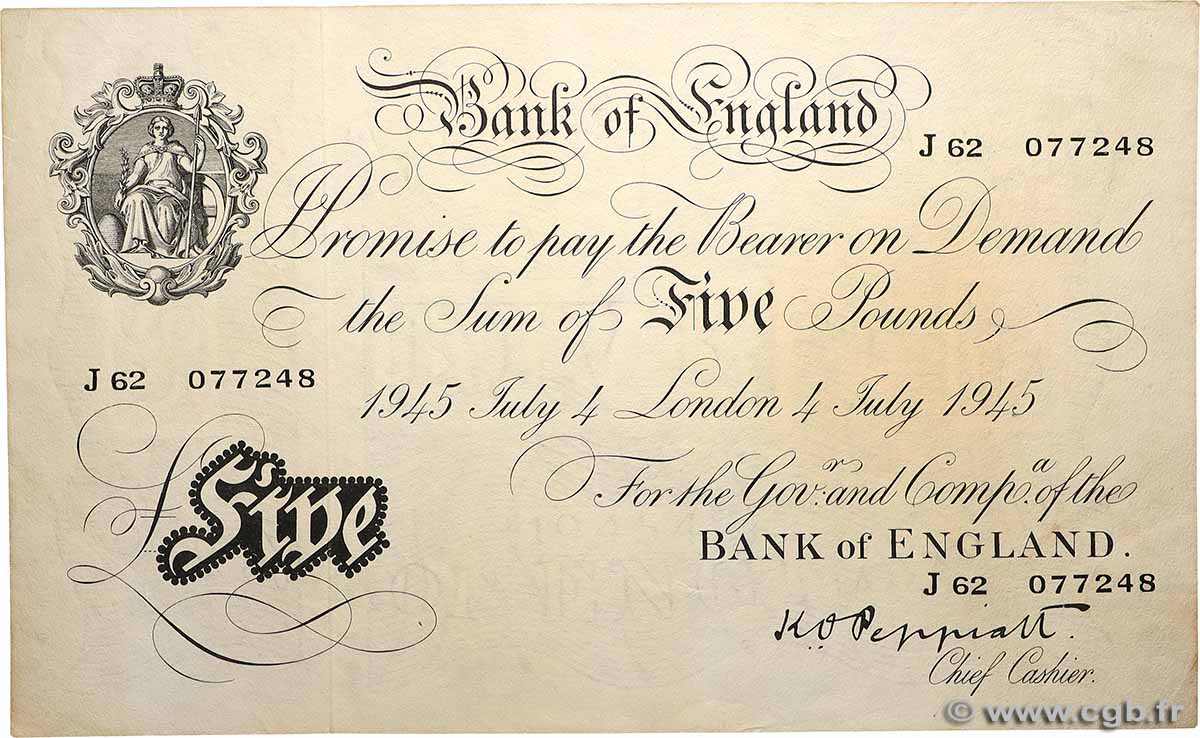 Bank of England
J 62 077248
I Promise to pay the Bearer on Demand
the Sum of Five Pounds
J 62 077248
1945 July 4 London 4 July 1945
£Five
For the Gov:r and Comp:a of the
BANK of ENGLAND.
J 62 077248
K O Peppiatt.
Chief Cashier.
© www.cgb.fr